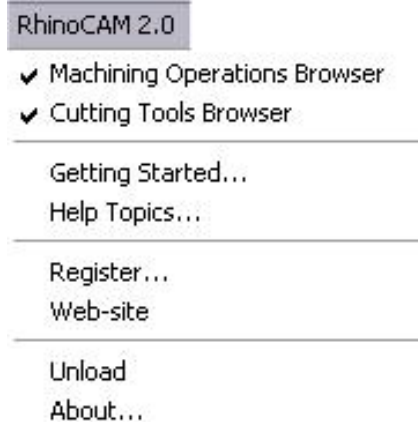 RhinoCAM 2.0
Machining Operations Browser
Cutting Tools Browser
Getting Started...
Help Topics...
Register...
Web-site
Unload
About...